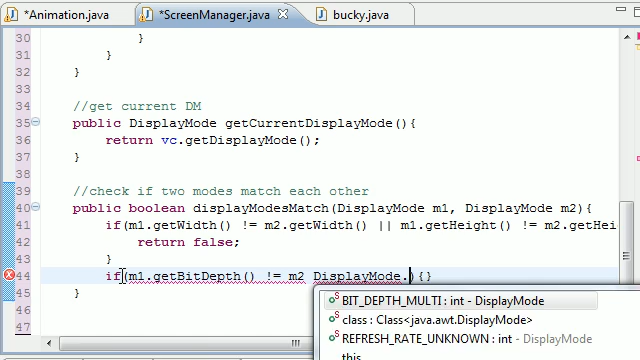 *Animation.java *ScreenManager.java bucky.java
30 }
31 }
32 }
33
34 //get current DM
35 public DisplayMode getCurrentDisplayMode(){
36 return vc.getDisplayMode();
37 }
38
39 //check if two modes match each other
40 public boolean displayModesMatch(DisplayMode m1, DisplayMode m2){
41 if(m1.getWidth() != m2.getWidth() || m1.getHeight() != m2.getHei
42 return false;
43 }
44 if(m1.getBitDepth() != m2 DisplayMode.){}
45 }
46
47
BIT_DEPTH_MULTI : int - DisplayMode
class : Class<java.awt.DisplayMode>
REFRESH_RATE_UNKNOWN : int - DisplayMode
this